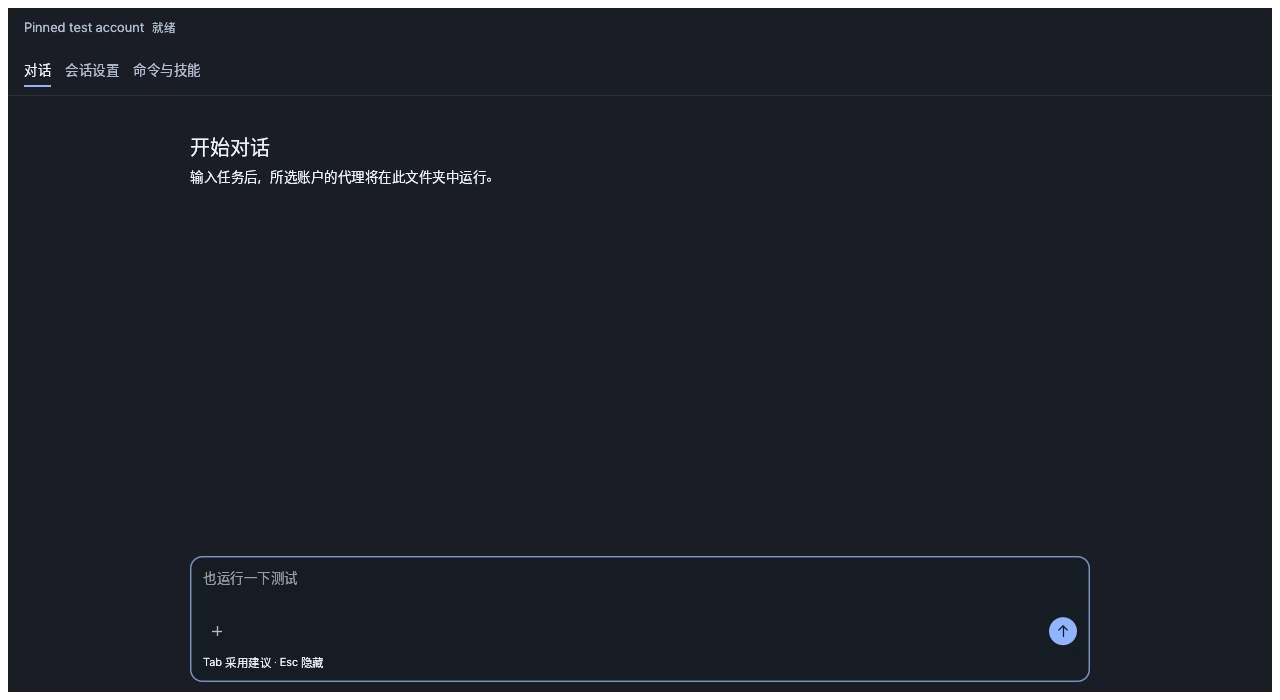 Pinned test account 就绪
对话 会话设置 命令与技能
开始对话
输入任务后，所选账户的代理将在此文件夹中运行。
也运行一下测试
Tab 采用建议 · Esc 隐藏